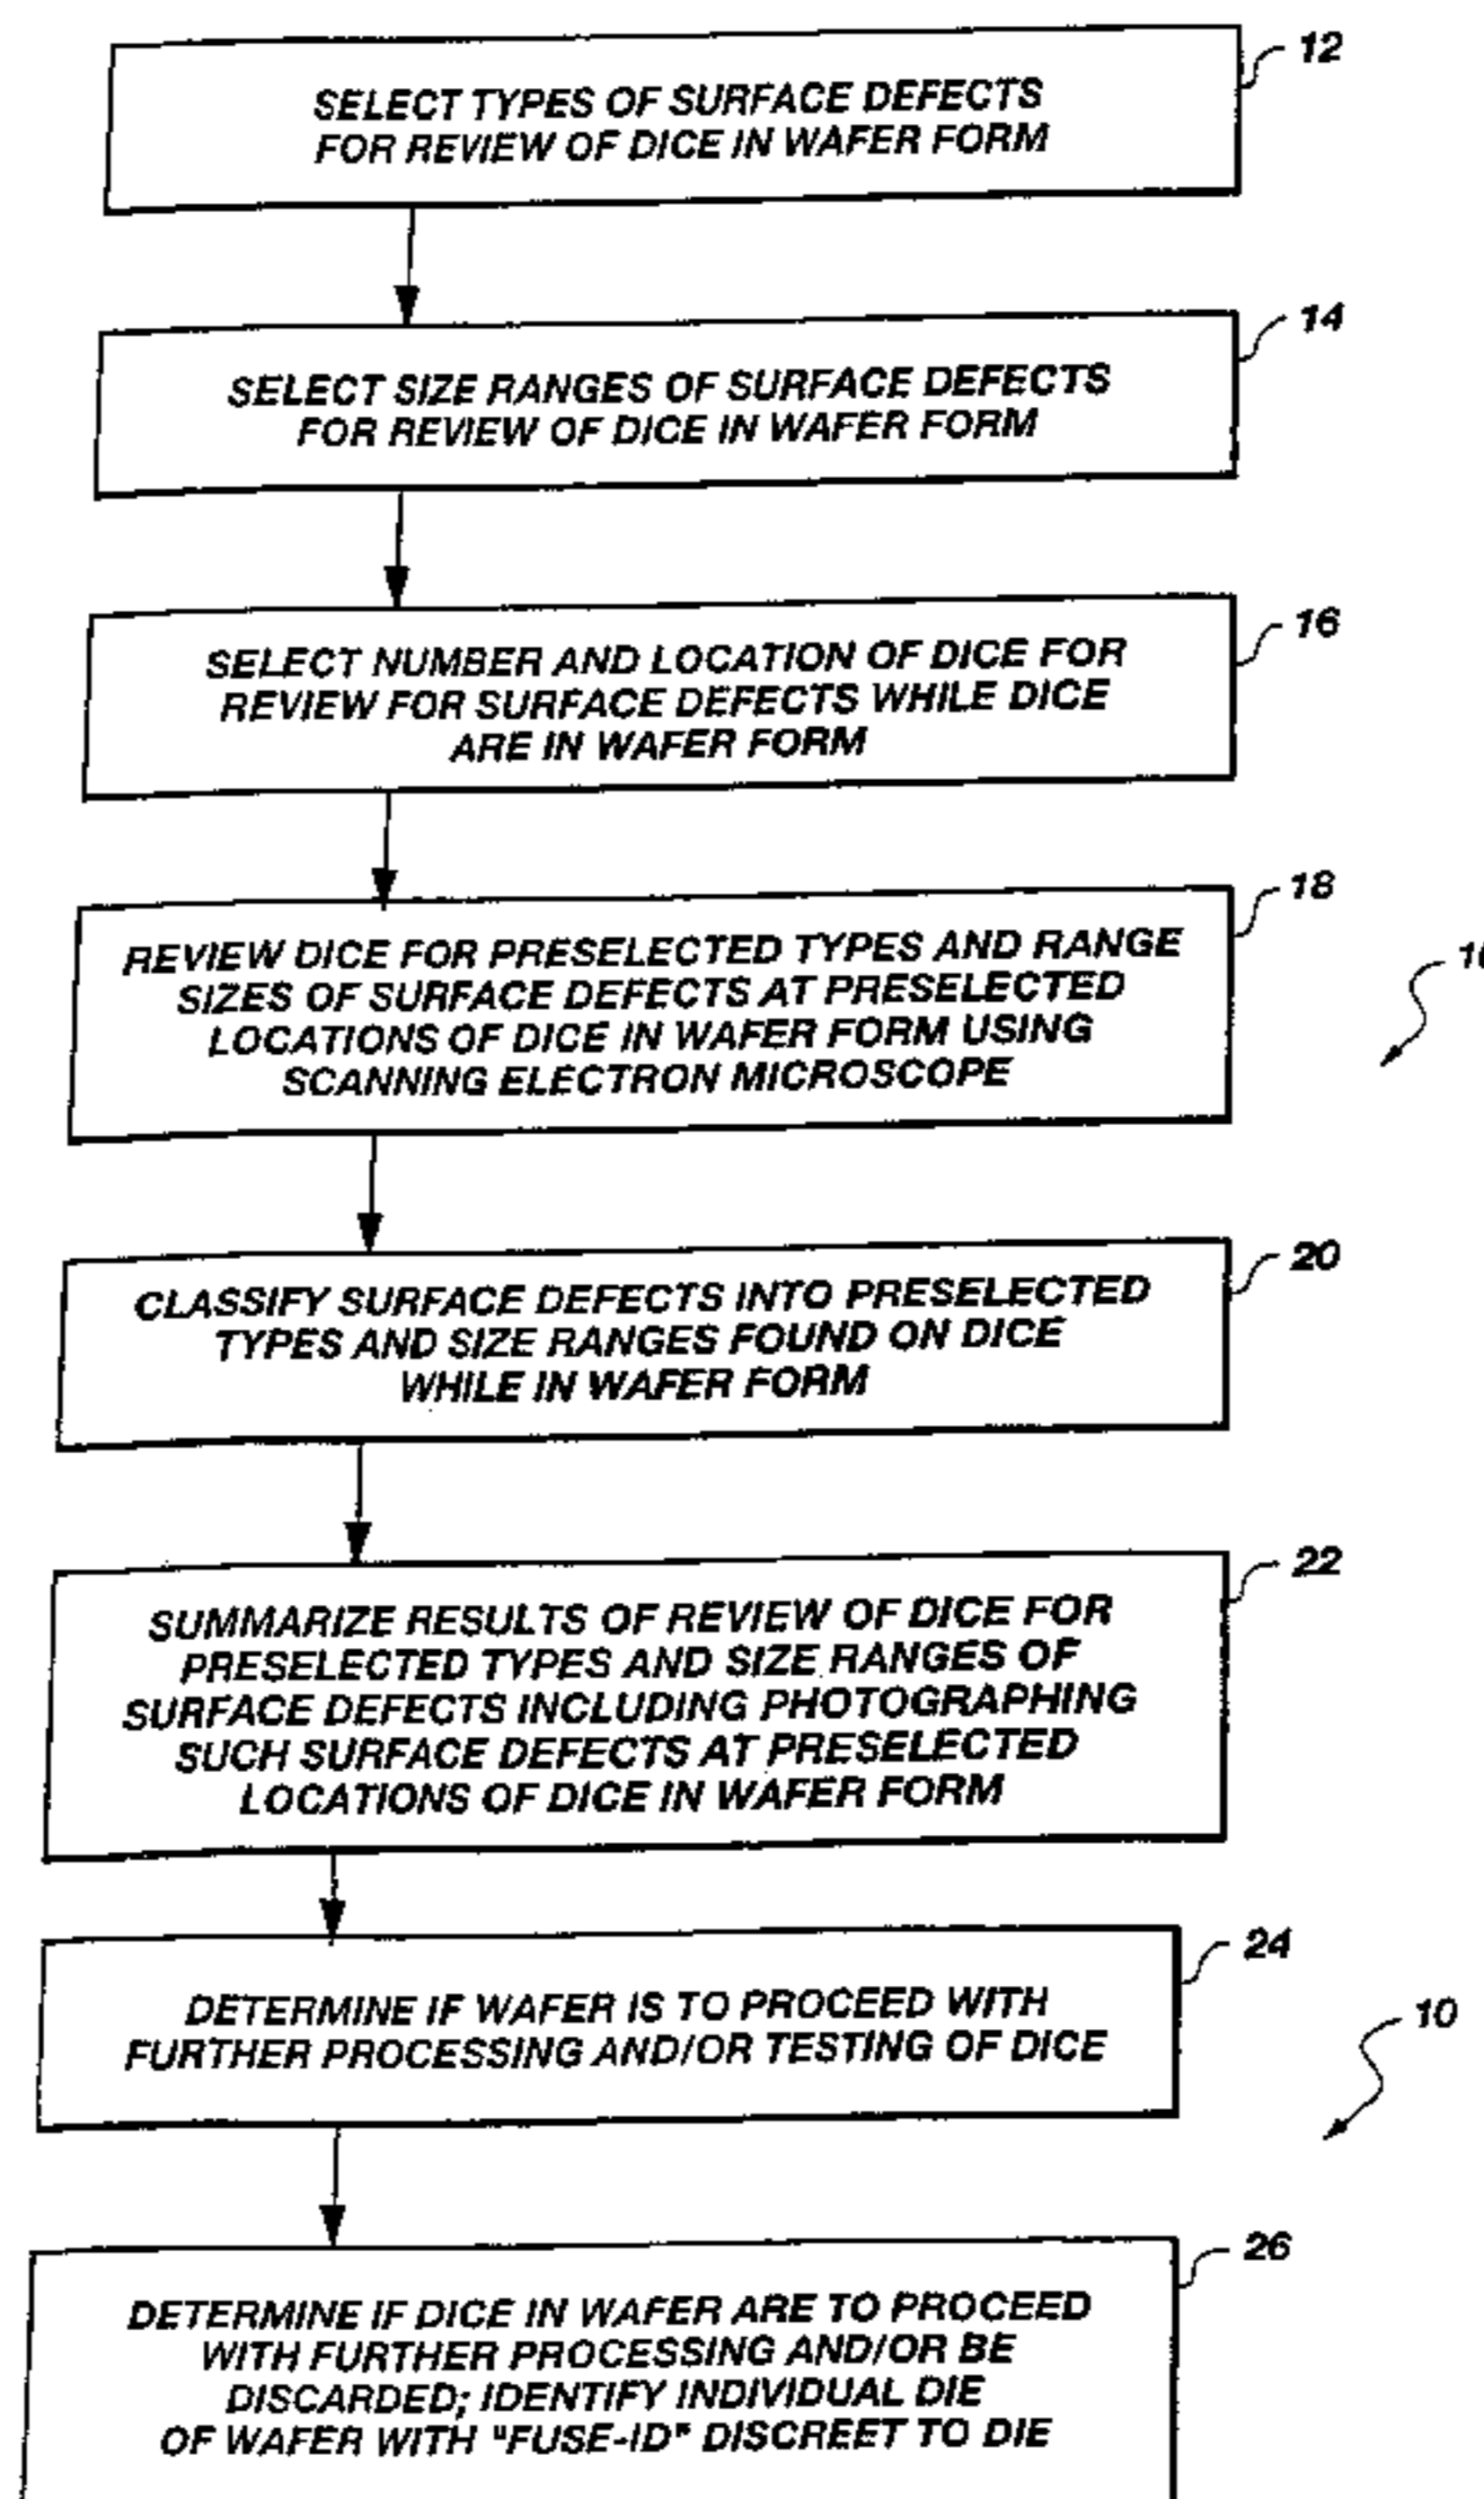 12
SELECT TYPES OF SURFACE DEFECTS
FOR REVIEW OF DICE IN WAFER FORM
14
SELECT SIZE RANGES OF SURFACE DEFECTS
FOR REVIEW OF DICE IN WAFER FORM
16
SELECT NUMBER AND LOCATION OF DICE FOR
REVIEW FOR SURFACE DEFECTS WHILE DICE
ARE IN WAFER FORM
18
REVIEW DICE FOR PRESELECTED TYPES AND RANGE
SIZES OF SURFACE DEFECTS AT PRESELECTED
LOCATIONS OF DICE IN WAFER FORM USING
SCANNING ELECTRON MICROSCOPE
20
CLASSIFY SURFACE DEFECTS INTO PRESELECTED
TYPES AND SIZE RANGES FOUND ON DICE
WHILE IN WAFER FORM
22
SUMMARIZE RESULTS OF REVIEW OF DICE FOR
PRESELECTED TYPES AND SIZE RANGES OF
SURFACE DEFECTS INCLUDING PHOTOGRAPHING
SUCH SURFACE DEFECTS AT PRESELECTED
LOCATIONS OF DICE IN WAFER FORM
24
DETERMINE IF WAFER IS TO PROCEED WITH
FURTHER PROCESSING AND/OR TESTING OF DICE
10
26
DETERMINE IF DICE IN WAFER ARE TO PROCEED
WITH FURTHER PROCESSING AND/OR BE
DISCARDED; IDENTIFY INDIVIDUAL DIE
OF WAFER WITH "FUSE-ID" DISCREET TO DIE